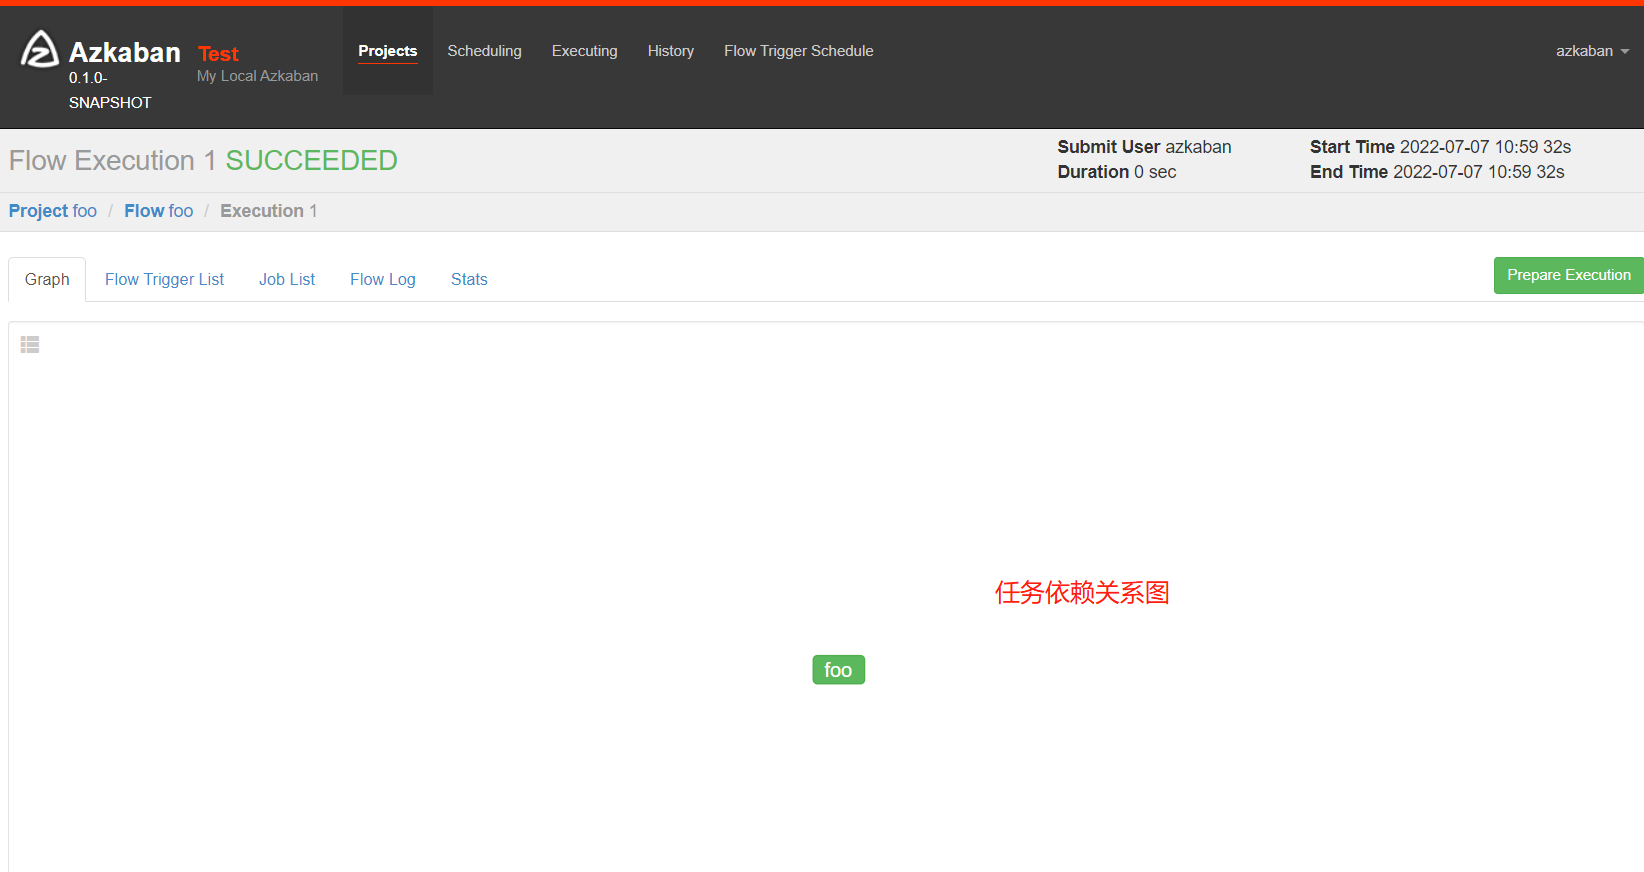 Azkaban
0.1.0-
SNAPSHOT
Test
My Local Azkaban
Projects Scheduling Executing History Flow Trigger Schedule azkaban
Flow Execution 1 SUCCEEDED
Submit User azkaban
Duration 0 sec
Start Time 2022-07-07 10:59 32s
End Time 2022-07-07 10:59 32s
Project foo / Flow foo / Execution 1
Graph Flow Trigger List Job List Flow Log Stats Prepare Execution
任务依赖关系图
foo